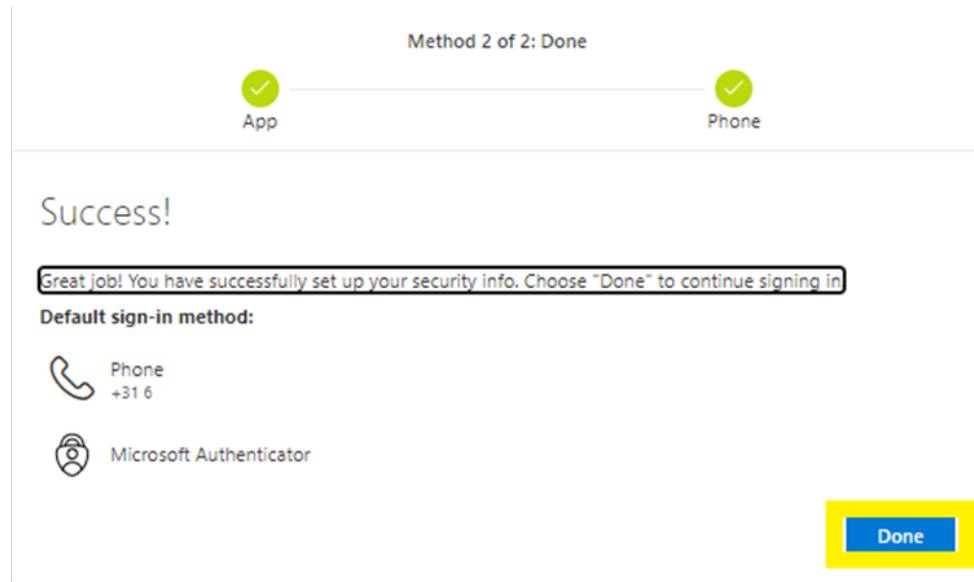 Method 2 of 2: Done
App
Phone
Success!
Great job! You have successfully set up your security info. Choose "Done" to continue signing in.
Default sign-in method:
Phone
+31 6
Microsoft Authenticator
Done